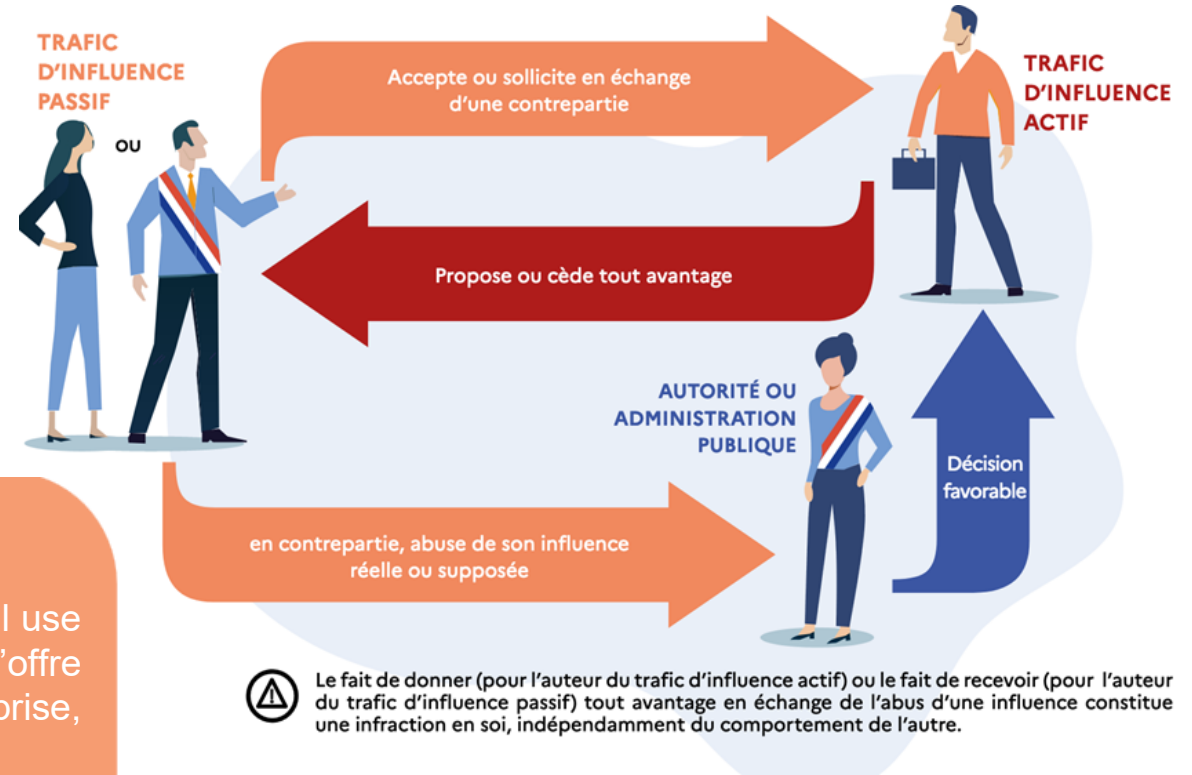 TRAFIC
D'INFLUENCE
PASSIF
OU
Accepte ou sollicite en échange
d'une contrepartie
TRAFIC
D'INFLUENCE
ACTIF
Propose ou cède tout avantage
AUTORITÉ OU
ADMINISTRATION
PUBLIQUE
Décision
favorable
en contrepartie, abuse de son influence
réelle ou supposée
l use
'offre
prise,
Le fait de donner (pour l'auteur du trafic d'influence actif) ou le fait de recevoir (pour l'auteur
du trafic d'influence passif) tout avantage en échange de l'abus d'une influence constitue
une infraction en soi, indépendamment du comportement de l'autre.